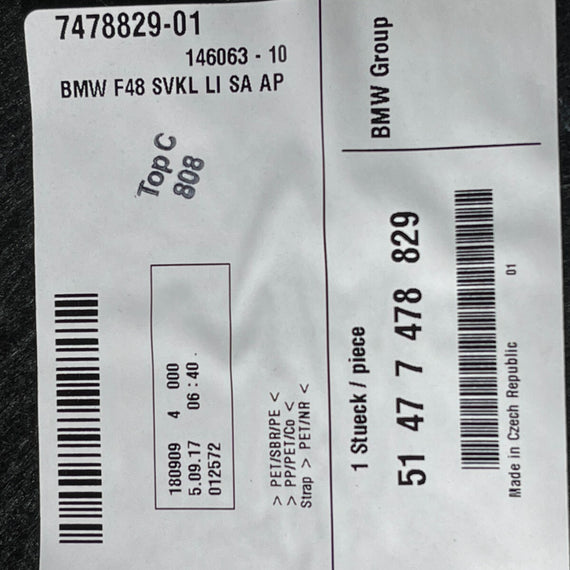 7478829-01
146063 - 10
BMW F48 SVKL LI SA AP
Top C
808
180909 4 000
5.09.17 06 : 40 .
012572
> PET/SBR/PE <
> PP/PET/Co <
Strap > PET/NR <
BMW Group
1 Stueck / piece
51 47 7 478 829
Made in Czech Republic 01